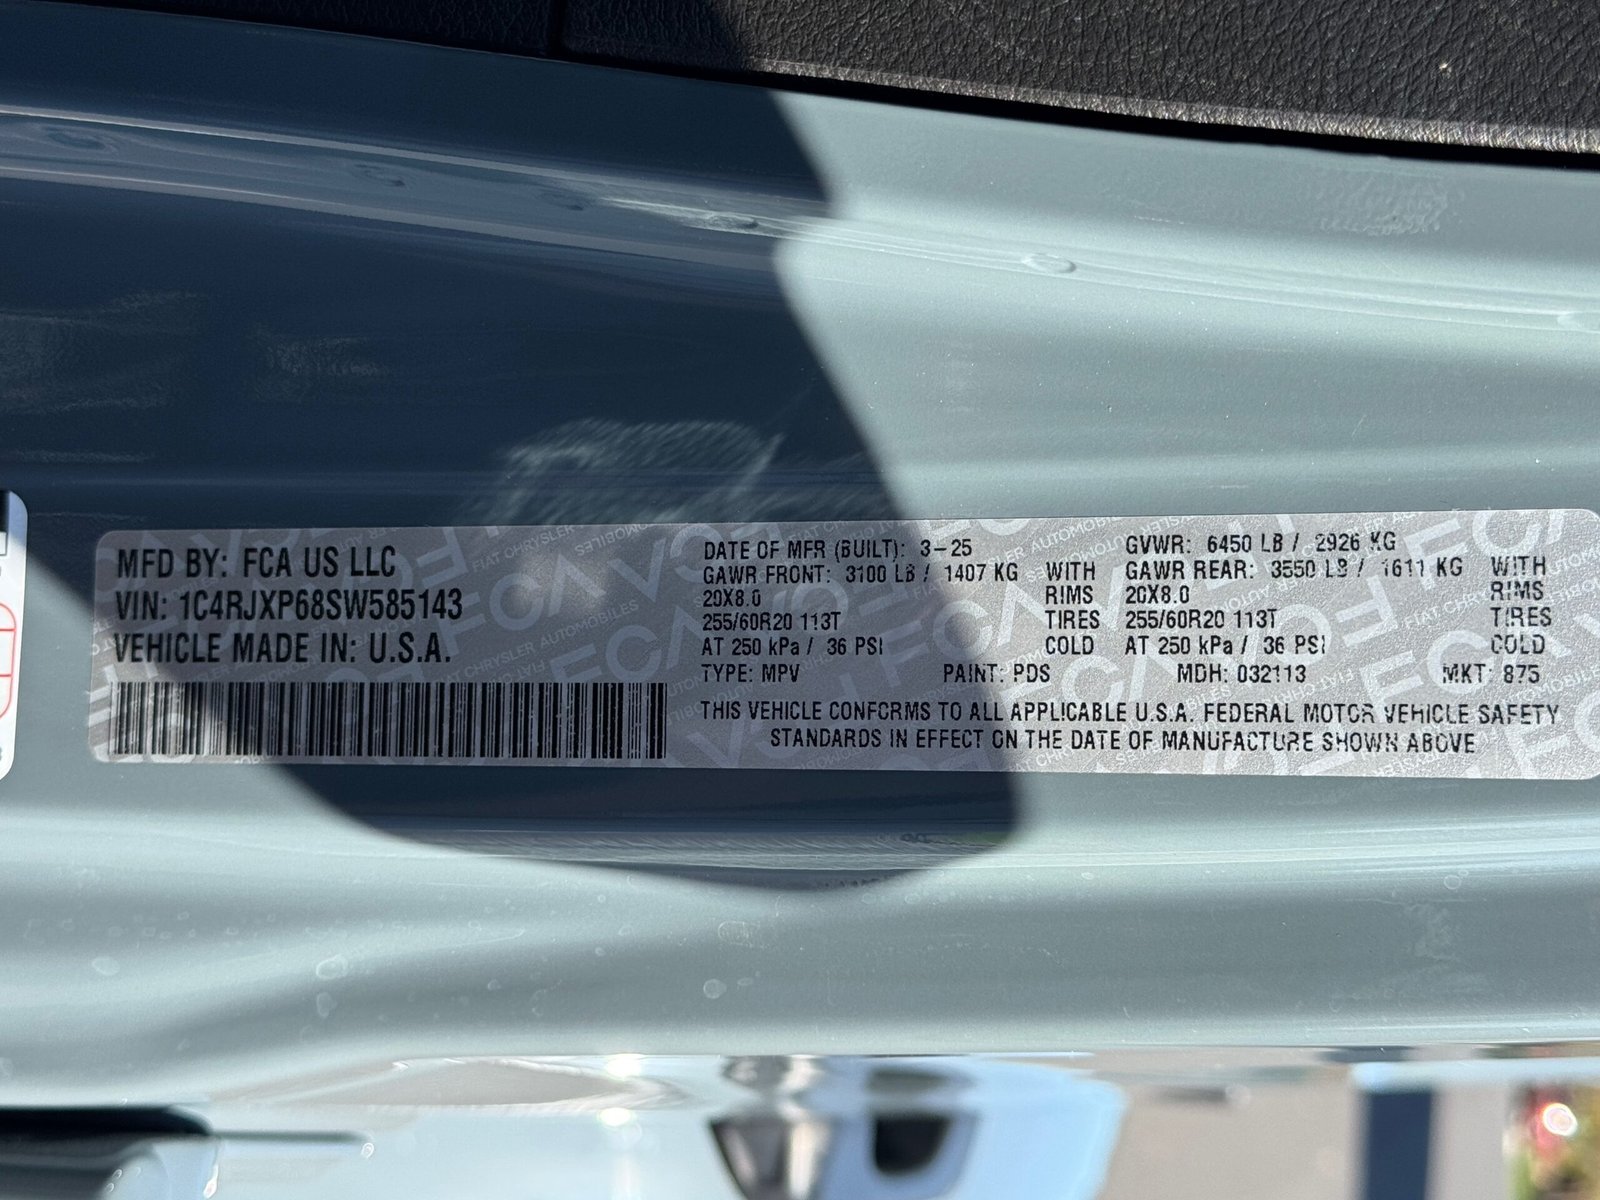 MFD BY: FCA US LLC
VIN: 1C4RJXP68SW585143
VEHICLE MADE IN: U.S.A.
DATE OF MFR (BUILT): 3-25 GVWR: 6450 LB / 2926 KG
GAWR FRONT: 3100 LB / 1407 KG WITH GAWR REAR: 3550 LB / 1611 KG WITH
20X8.0 RIMS 20X8.0 RIMS
255/60R20 113T TIRES 255/60R20 113T TIRES
AT 250 kPa / 36 PSI COLD AT 250 kPa / 36 PSI COLD
TYPE: MPV PAINT: PDS MDH: 032113 MKT: 875
THIS VEHICLE CONFORMS TO ALL APPLICABLE U.S.A. FEDERAL MOTOR VEHICLE SAFETY
STANDARDS IN EFFECT ON THE DATE OF MANUFACTURE SHOWN ABOVE
FCA
FIAT CHRYSLER AUTOMOBILES